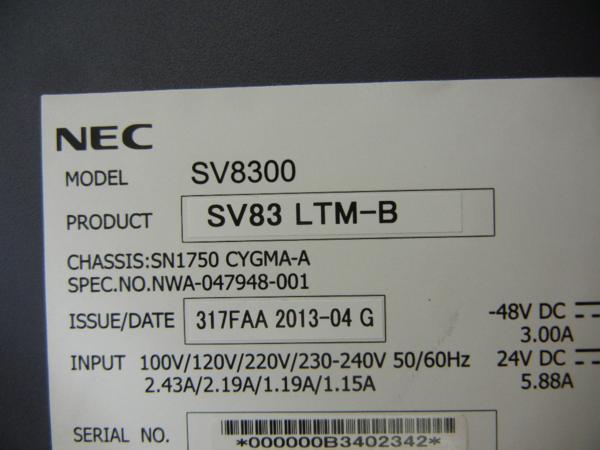 NEC
MODEL SV8300
PRODUCT SV83 LTM-B
CHASSIS:SN1750 CYGMA-A
SPEC.NO.NWA-047948-001
ISSUE/DATE 317FAA 2013-04 G -48V DC
3.00A
INPUT 100V/120V/220V/230-240V 50/60Hz 24V DC
2.43A/2.19A/1.19A/1.15A 5.88A
SERIAL NO. *000000B3402342*